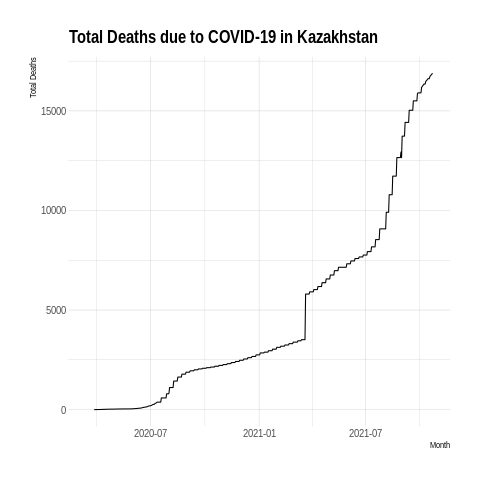 Total Deaths due to COVID-19 in Kazakhstan
Total Deaths
15000
10000
5000
0
2020-07 2021-01 2021-07
Month